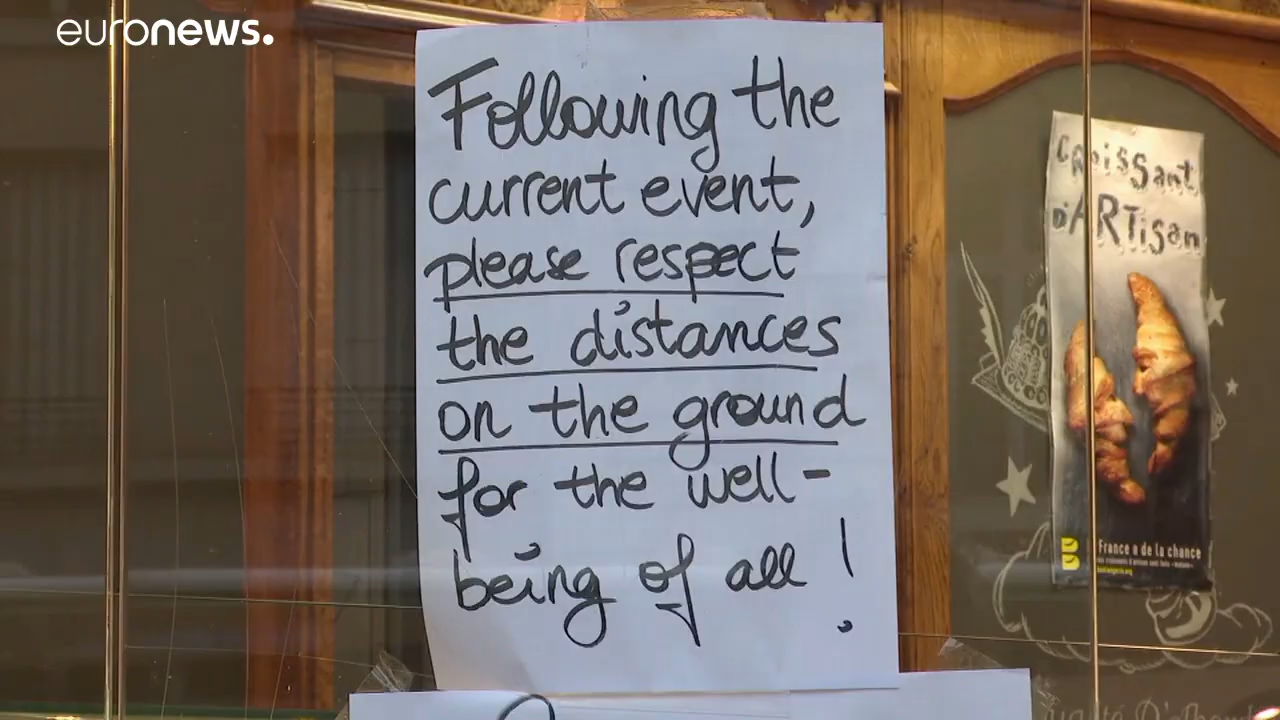 euronews.
Following the
current event,
please respect
the distances
on the ground
for the well-
being of all !
CROISSANT
D'ARTISAN
France a de la chance